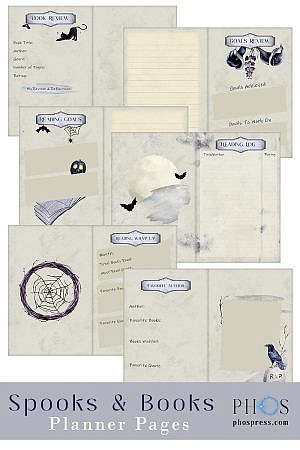 BOOK REVIEW
Book Title:
Author:
Genre:
Number of Pages:
Rating:
My Review & Reflections
GOALS REVIEW
Goals Achieved
Goals To Work On
READING GOALS
READING LOG
Title/Author
Rating
READING WRAP UP
Month:
Total Books Read:
Most Read Genre:
Favorite Book
Favorite
FAVORITE AUTHOR
Author:
Favorite Books:
Books Wishlist:
Favorite Quote:
R.I.P
Spooks & Books
Planner Pages
PHOS
phospress.com